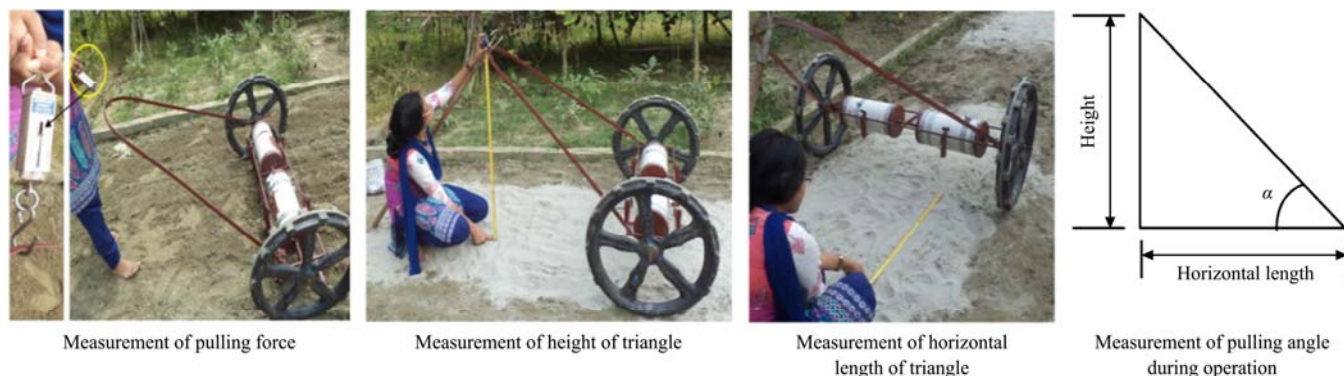 Height
α
Horizontal length
Measurement of pulling force
Measurement of height of triangle
Measurement of horizontal
length of triangle
Measurement of pulling angle
during operation